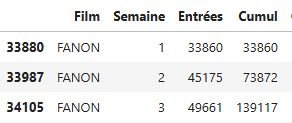 Film Semaine Entrées Cumul
33880 FANON 1 33860 33860
33987 FANON 2 45175 73872
34105 FANON 3 49661 139117